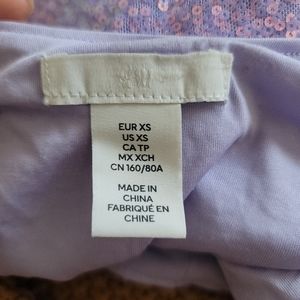 EUR XS
US XS
CA TP
MX XCH
CN 160/80A
MADE IN
CHINA
FABRIQUÉ EN
CHINE